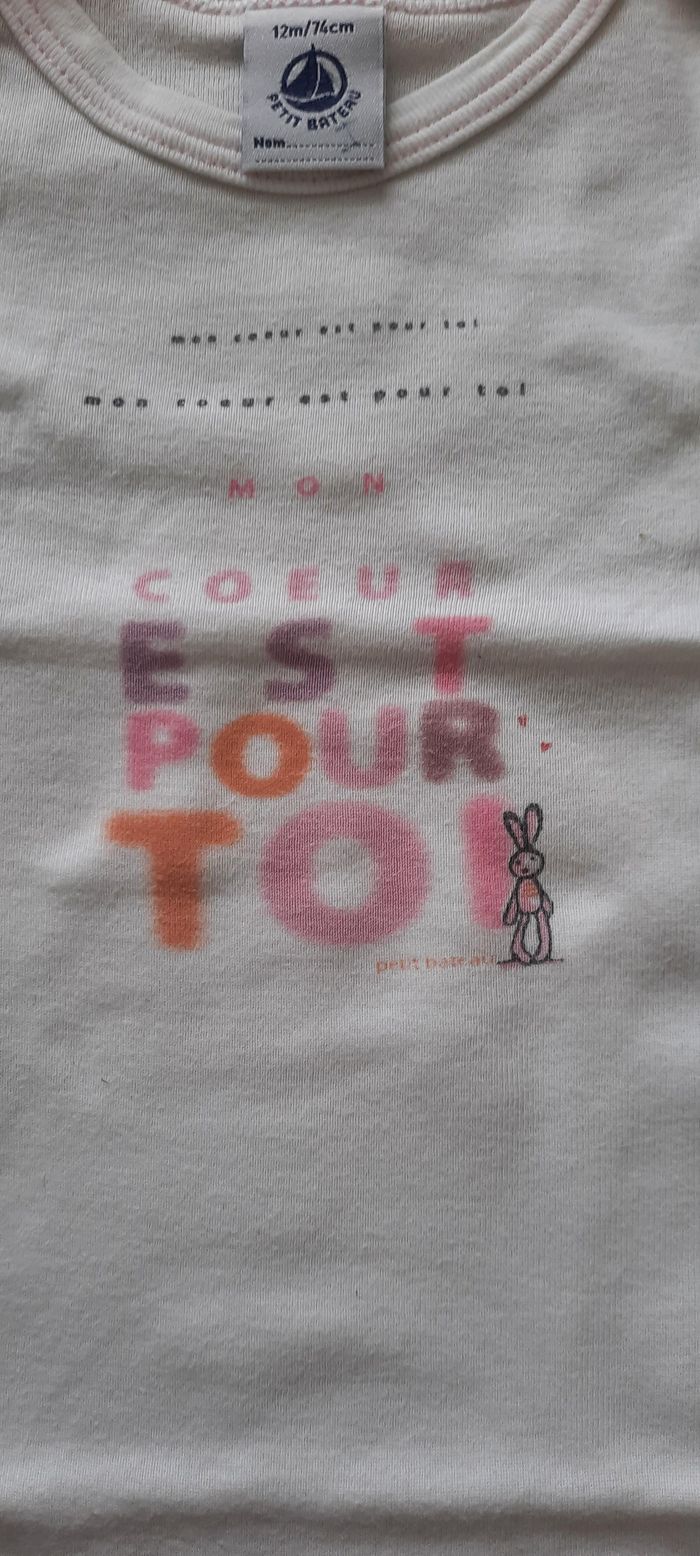 12m/74cm
PETIT BATEAU
Nom
mon coeur est pour toi
mon coeur est pour toi
MON
COEUR
EST
POUR
TOI
petit bateau